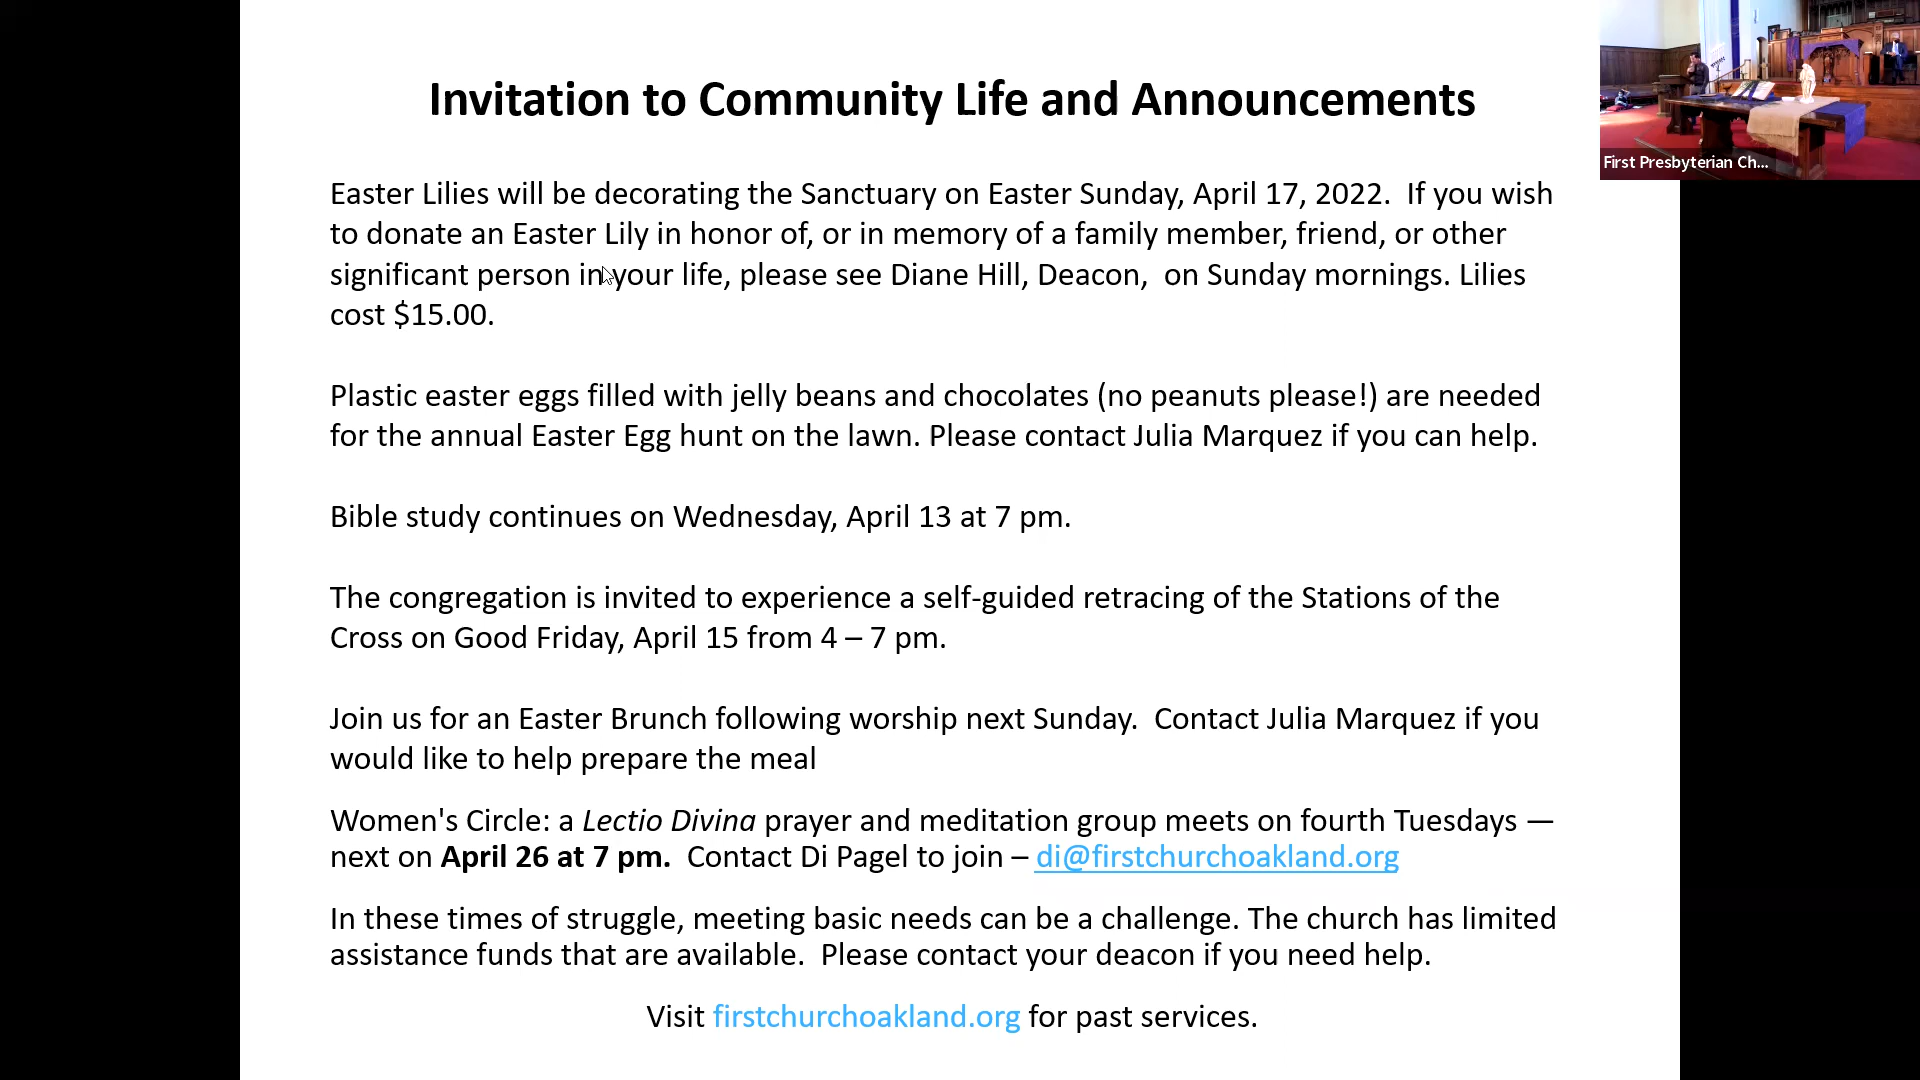 Invitation to Community Life and Announcements
First Presbyterian Ch...
Easter Lilies will be decorating the Sanctuary on Easter Sunday, April 17, 2022.  If you wish
to donate an Easter Lily in honor of, or in memory of a family member, friend, or other
significant person in your life, please see Diane Hill, Deacon,  on Sunday mornings. Lilies
cost $15.00.
Plastic easter eggs filled with jelly beans and chocolates (no peanuts please!) are needed
for the annual Easter Egg hunt on the lawn. Please contact Julia Marquez if you can help.
Bible study continues on Wednesday, April 13 at 7 pm.
The congregation is invited to experience a self-guided retracing of the Stations of the
Cross on Good Friday, April 15 from 4 – 7 pm.
Join us for an Easter Brunch following worship next Sunday.  Contact Julia Marquez if you
would like to help prepare the meal
Women's Circle: a Lectio Divina prayer and meditation group meets on fourth Tuesdays —
next on April 26 at 7 pm.  Contact Di Pagel to join – di@firstchurchoakland.org
In these times of struggle, meeting basic needs can be a challenge. The church has limited
assistance funds that are available.  Please contact your deacon if you need help.
Visit firstchurchoakland.org for past services.